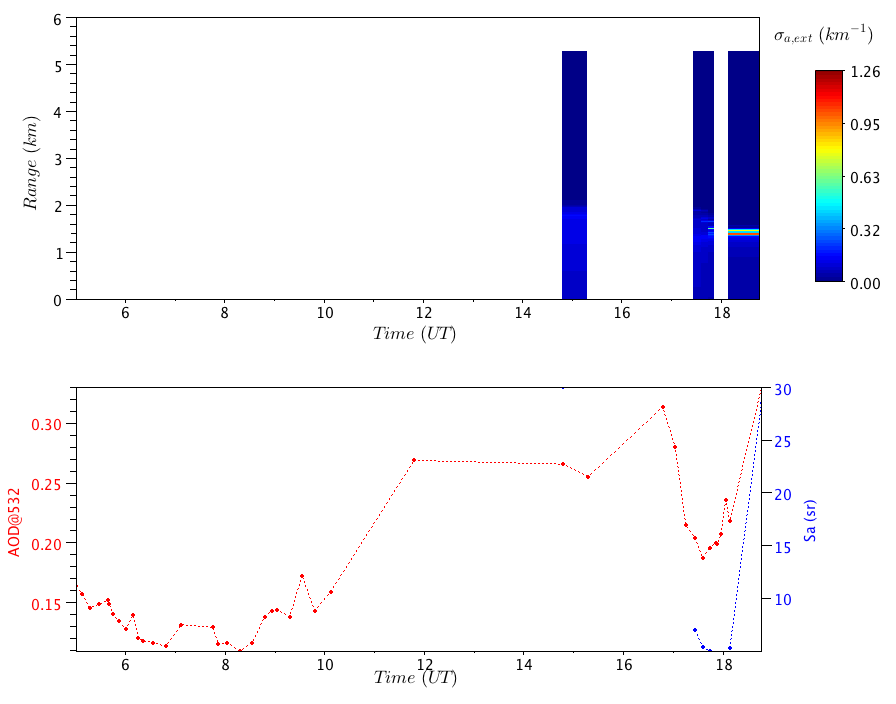 σa,ext (km−1)
6
5
4
3
2
1
0
Range (km)
1.26
0.95
0.63
0.32
0.00
6 8 10 12 14 16 18
Time (UT)
0.30
0.25
0.20
0.15
AOD@532
30
25
20
15
10
Sa (sr)
6 8 10 12 14 16 18
Time (UT)